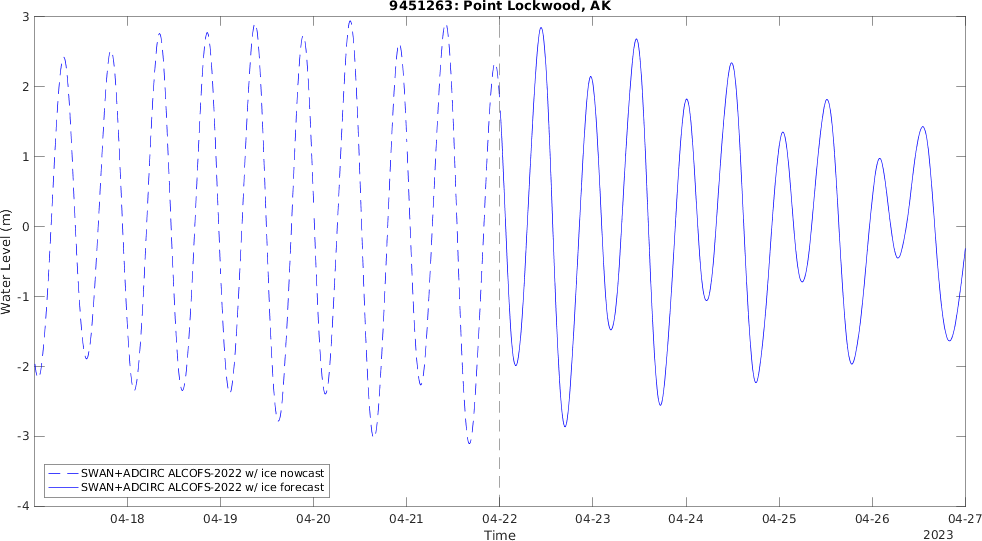 9451263: Point Lockwood, AK
Water Level (m)
3
2
1
0
-1
-2
-3
-4
SWAN+ADCIRC ALCOFS-2022 w/ ice nowcast
SWAN+ADCIRC ALCOFS-2022 w/ ice forecast
04-18 04-19 04-20 04-21 04-22 04-23 04-24 04-25 04-26 04-27
Time
2023